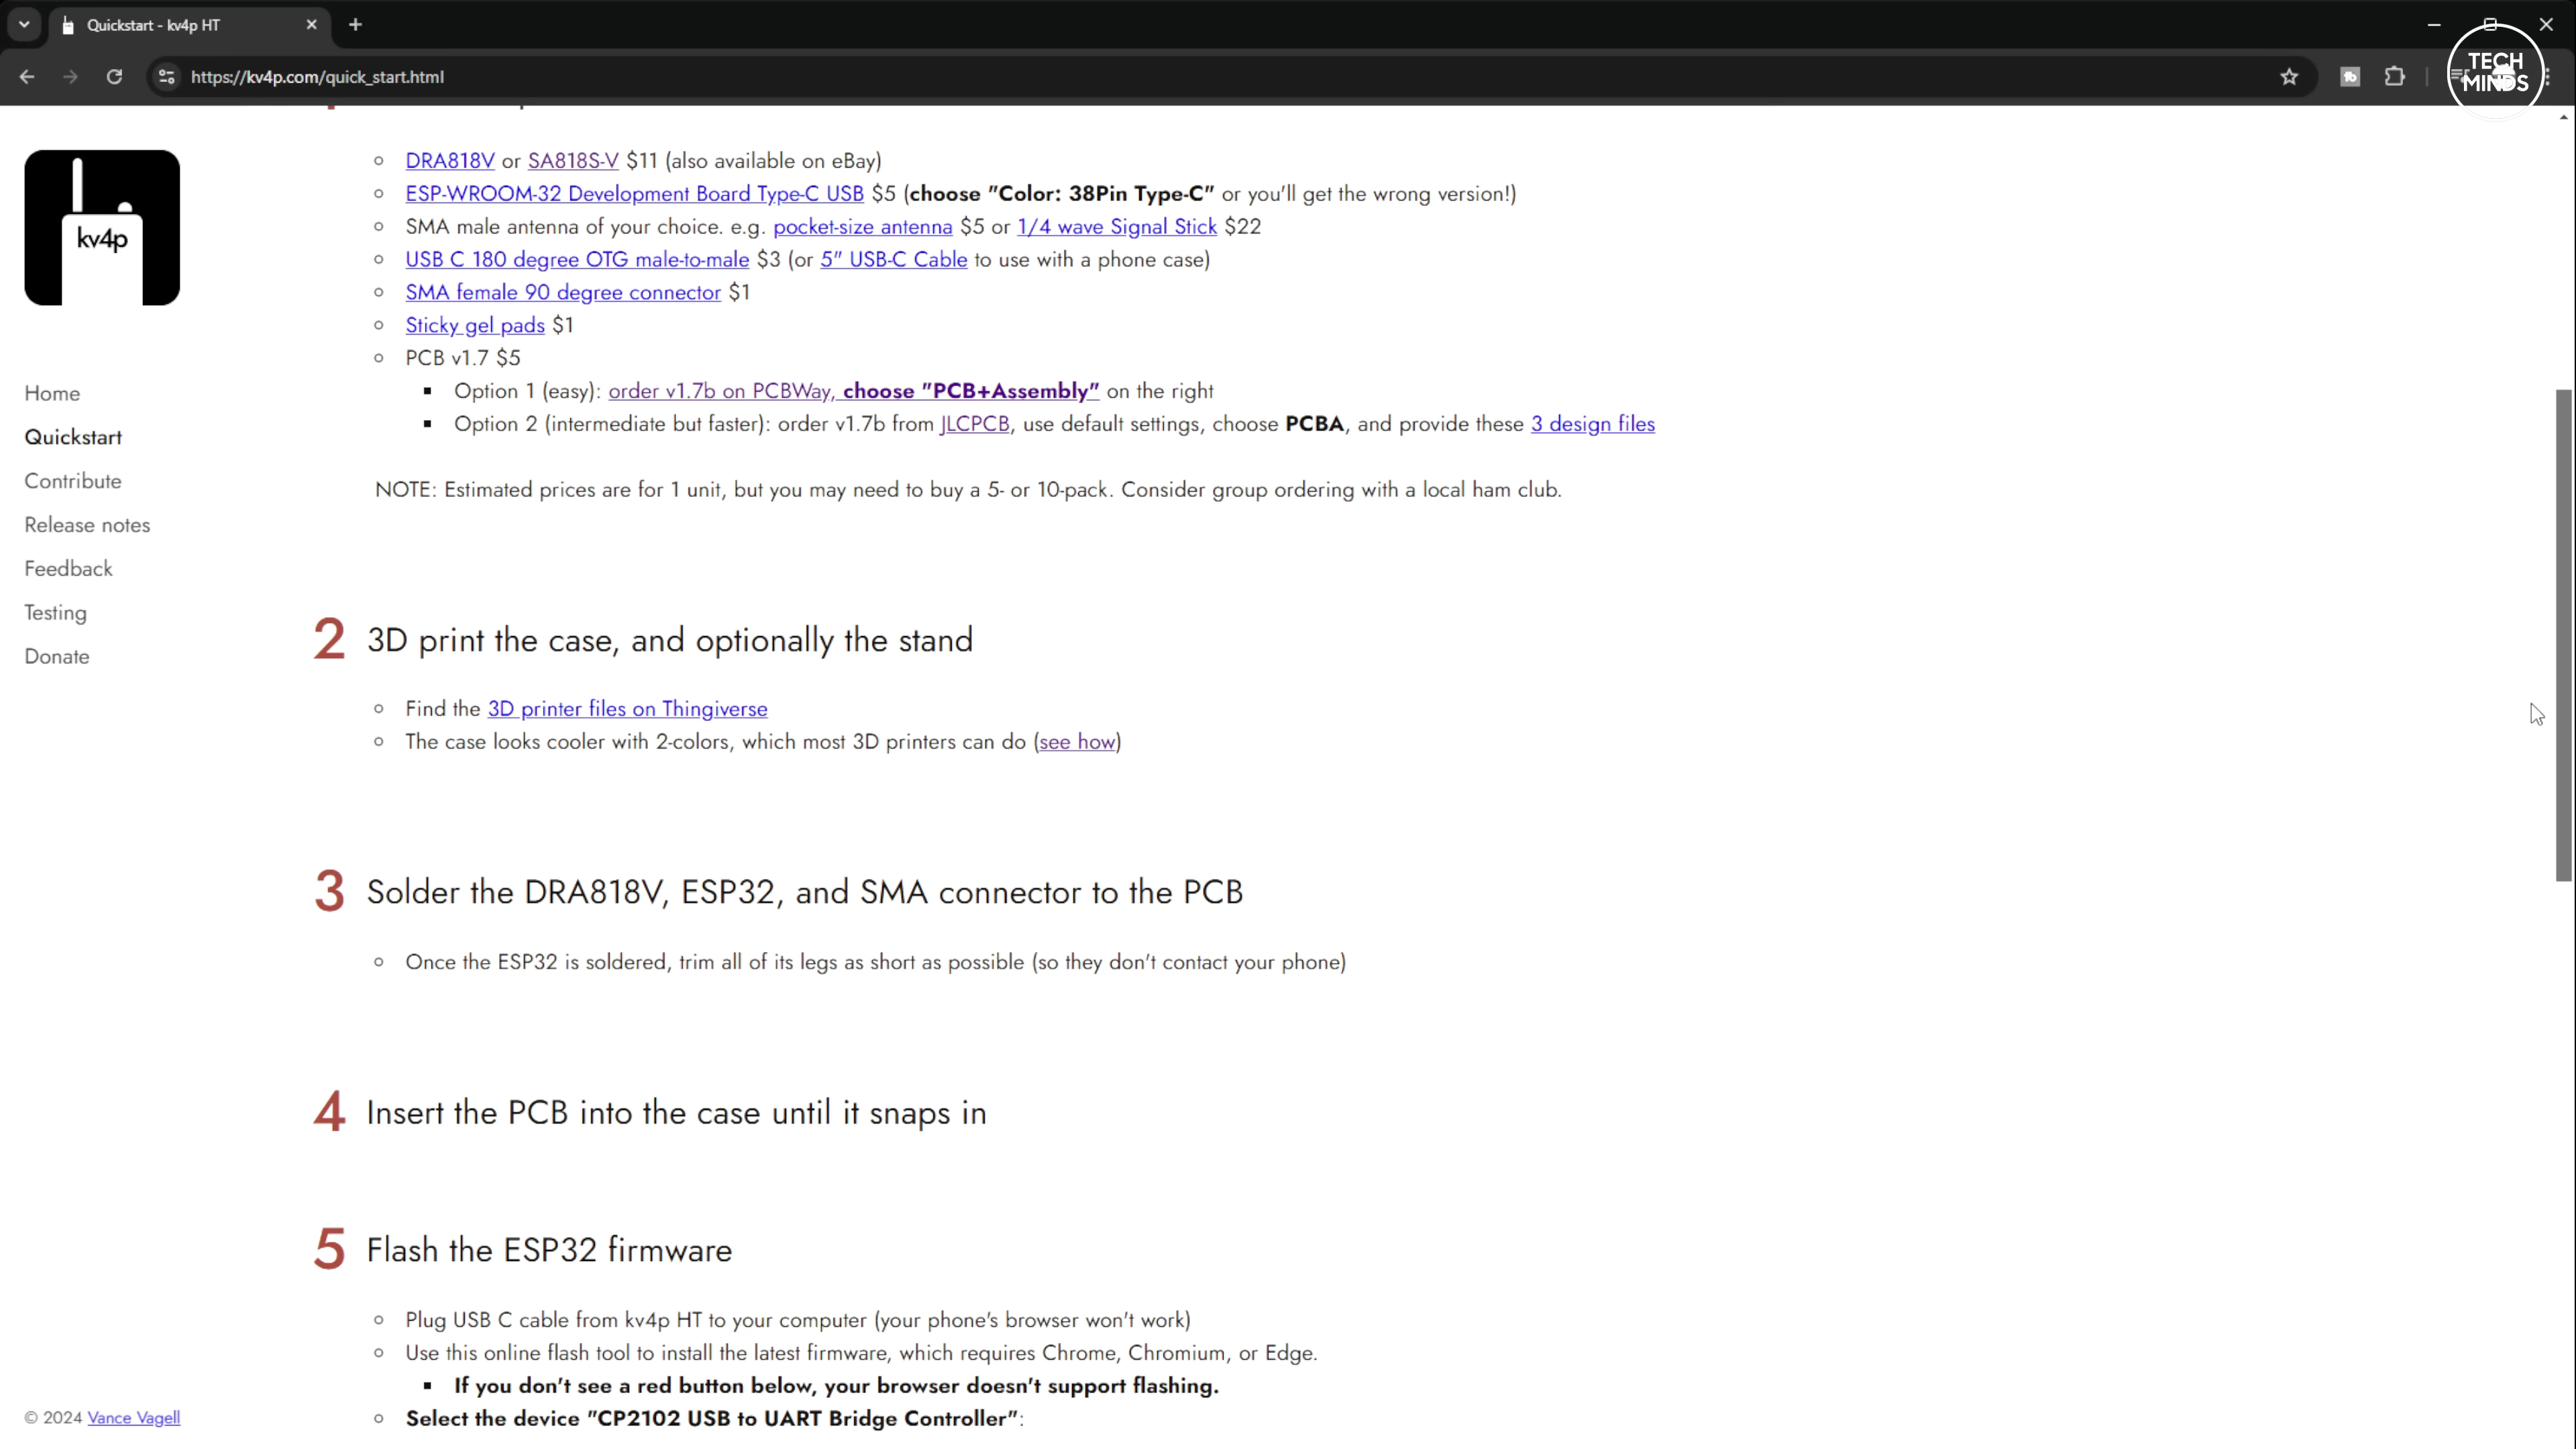 Quickstart - kv4p HT
https://kv4p.com/quick_start.html
TECH
MINDS
kv4p
Home
Quickstart
Contribute
Release notes
Feedback
Testing
Donate
© 2024 Vance Vagell
DRA818V or SA818S-V $11 (also available on eBay)
ESP-WROOM-32 Development Board Type-C USB $5 (choose "Color: 38Pin Type-C" or you'll get the wrong version!)
SMA male antenna of your choice. e.g. pocket-size antenna $5 or 1/4 wave Signal Stick $22
USB C 180 degree OTG male-to-male $3 (or 5" USB-C Cable to use with a phone case)
SMA female 90 degree connector $1
Sticky gel pads $1
PCB v1.7 $5
Option 1 (easy): order v1.7b on PCBWay, choose "PCB+Assembly" on the right
Option 2 (intermediate but faster): order v1.7b from JLCPCB, use default settings, choose PCBA, and provide these 3 design files
NOTE: Estimated prices are for 1 unit, but you may need to buy a 5- or 10-pack. Consider group ordering with a local ham club.
2 3D print the case, and optionally the stand
Find the 3D printer files on Thingiverse
The case looks cooler with 2-colors, which most 3D printers can do (see how)
3 Solder the DRA818V, ESP32, and SMA connector to the PCB
Once the ESP32 is soldered, trim all of its legs as short as possible (so they don't contact your phone)
4 Insert the PCB into the case until it snaps in
5 Flash the ESP32 firmware
Plug USB C cable from kv4p HT to your computer (your phone's browser won't work)
Use this online flash tool to install the latest firmware, which requires Chrome, Chromium, or Edge.
If you don't see a red button below, your browser doesn't support flashing.
Select the device "CP2102 USB to UART Bridge Controller":